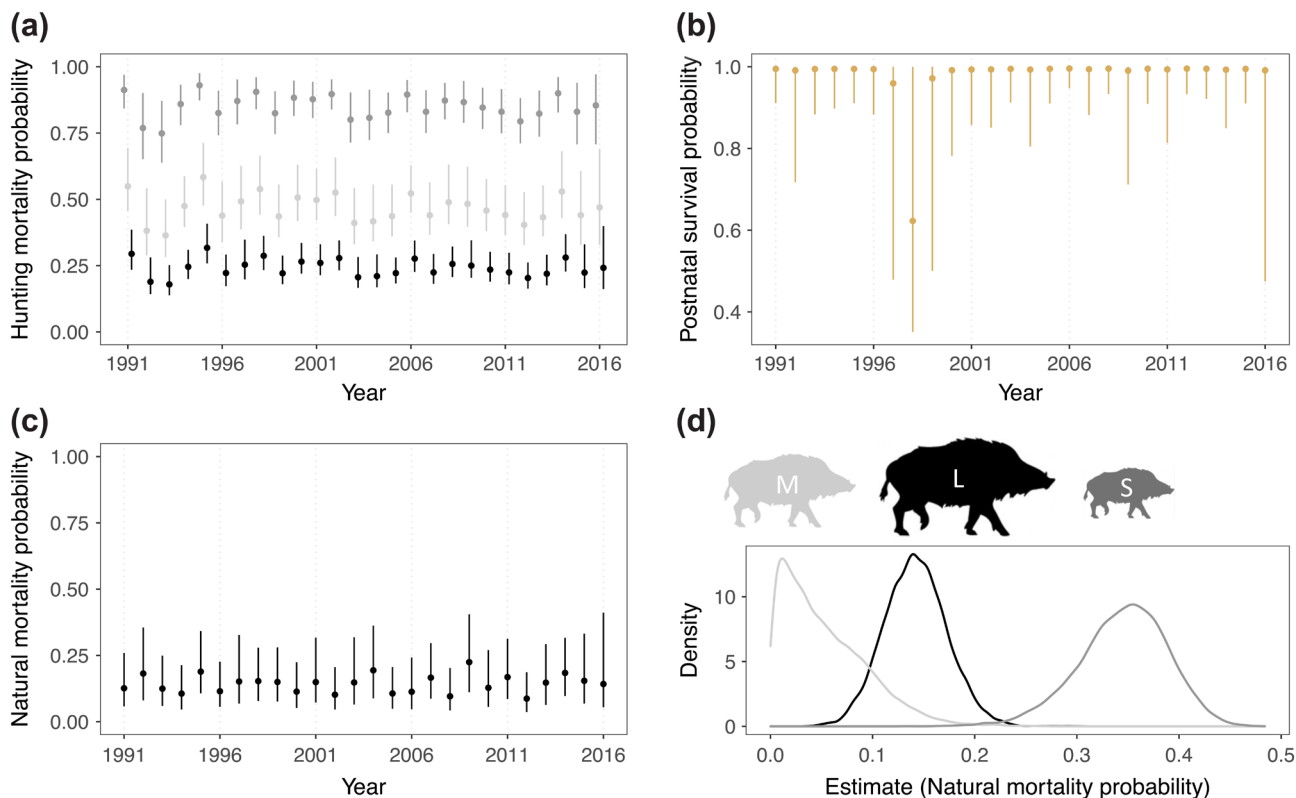 (a)
Hunting mortality probability
1.00
0.75
0.50
0.25
0.00
1991 1996 2001 2006 2011 2016
Year
(b)
Postnatal survival probability
1.0
0.8
0.6
0.4
1991 1996 2001 2006 2011 2016
Year
(c)
Natural mortality probability
1.00
0.75
0.50
0.25
0.00
1991 1996 2001 2006 2011 2016
Year
(d)
M L S
Density
10
5
0
0.0 0.1 0.2 0.3 0.4 0.5
Estimate (Natural mortality probability)